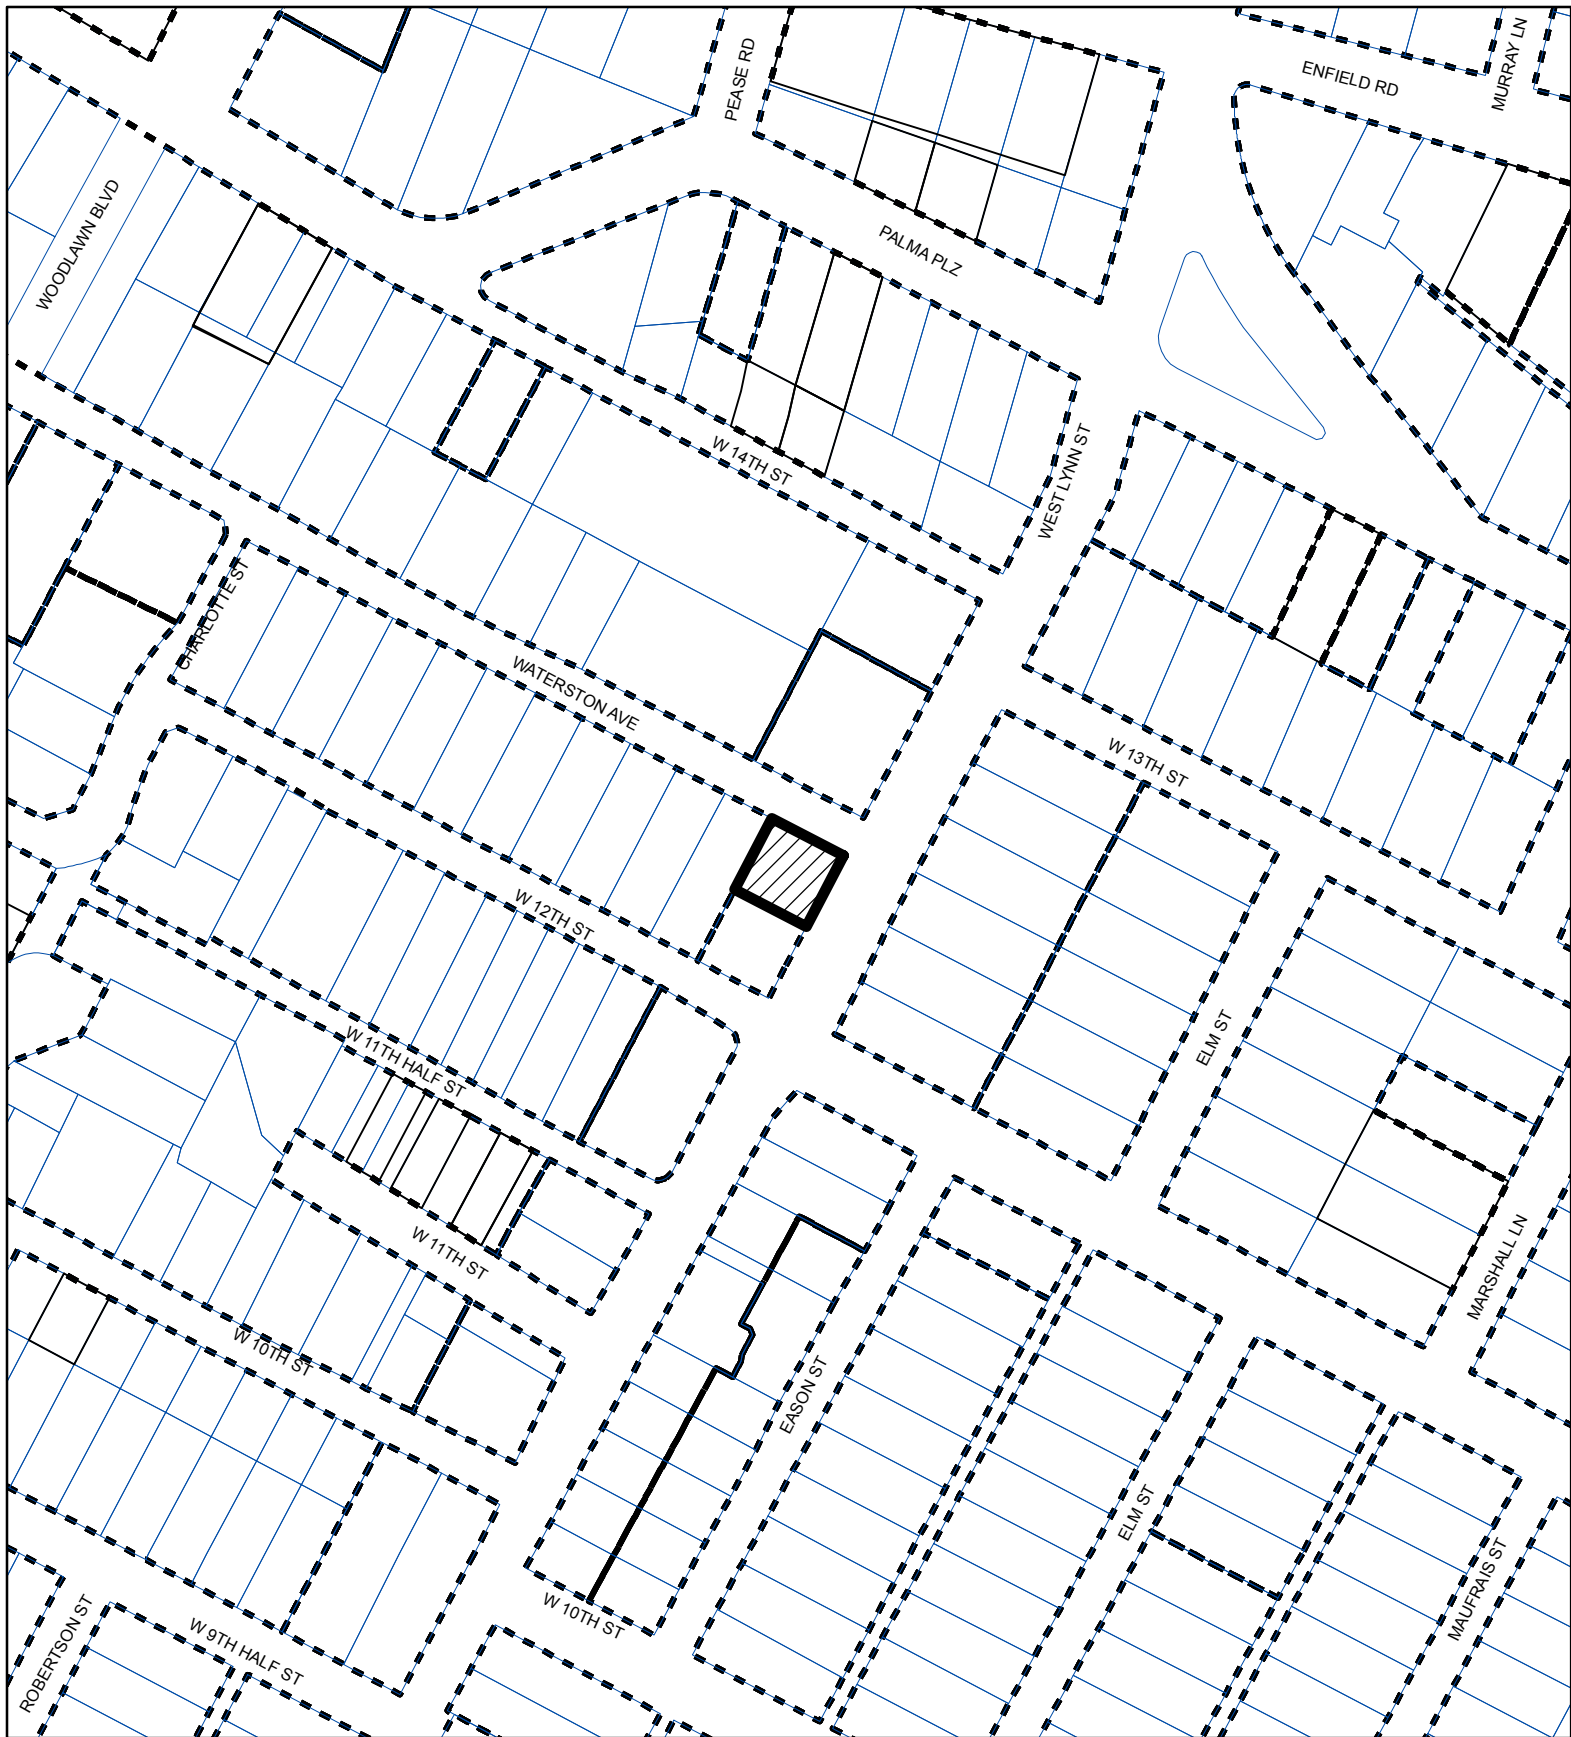 PEASE RD
MURRAY LN
ENFIELD RD
WOODLAWN BLVD
PALMA PLZ
W 14TH ST
WEST LYNN ST
CHARLOTTE ST
WATERSTON AVE
W 13TH ST
W 12TH ST
ELM ST
W 11TH HALF ST
W 11TH ST
MARSHALL LN
W 10TH ST
EASON ST
ELM ST
MAUFRAIS ST
W 10TH ST
ROBERTSON ST
W 9TH HALF ST